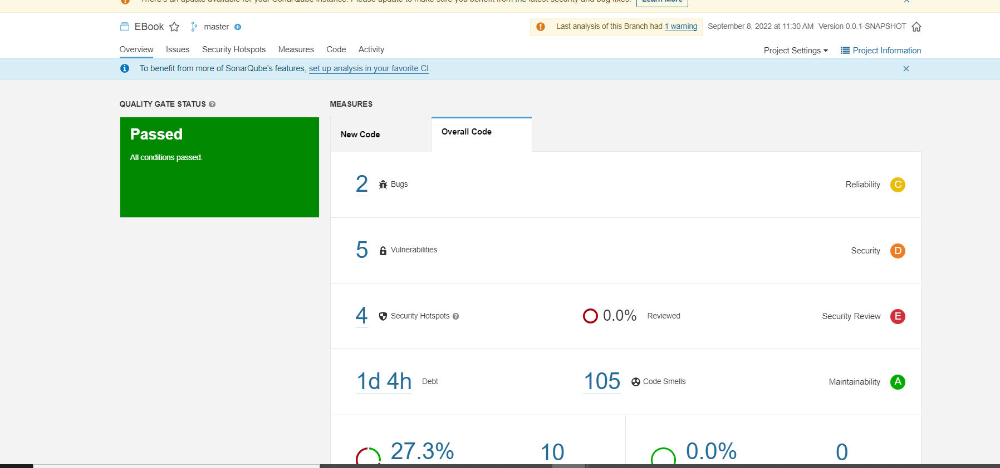 There's an update available for your SonarQube instance. Please update to make sure you benefit from the latest security and bug fixes. Learn More
EBook master
Last analysis of this Branch had 1 warning September 8, 2022 at 11:30 AM Version 0.0.1-SNAPSHOT
Overview Issues Security Hotspots Measures Code Activity
Project Settings Project Information
To benefit from more of SonarQube's features, set up analysis in your favorite CI.
QUALITY GATE STATUS
Passed
All conditions passed.
MEASURES
New Code Overall Code
2 Bugs Reliability C
5 Vulnerabilities Security D
4 Security Hotspots 0.0% Reviewed Security Review E
1d 4h Debt 105 Code Smells Maintainability A
27.3% 10 0.0% 0